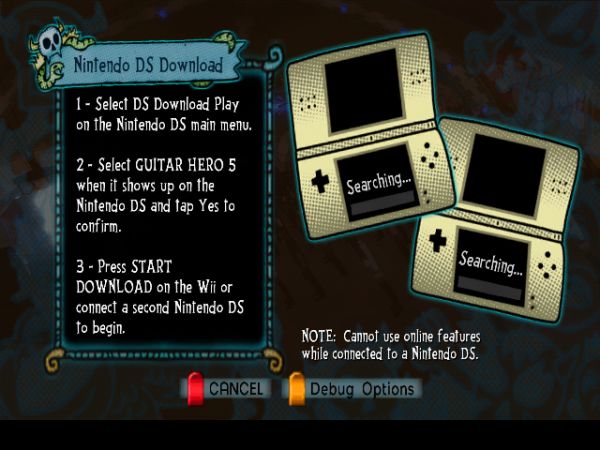 Nintendo DS Download
1 - Select DS Download Play
on the Nintendo DS main menu.
2 - Select GUITAR HERO 5
when it shows up on the
Nintendo DS and tap Yes to
confirm.
3 - Press START
DOWNLOAD on the Wii or
connect a second Nintendo DS
to begin.
Searching...
Searching...
NOTE: Cannot use online features
while connected to a Nintendo DS.
CANCEL
Debug Options